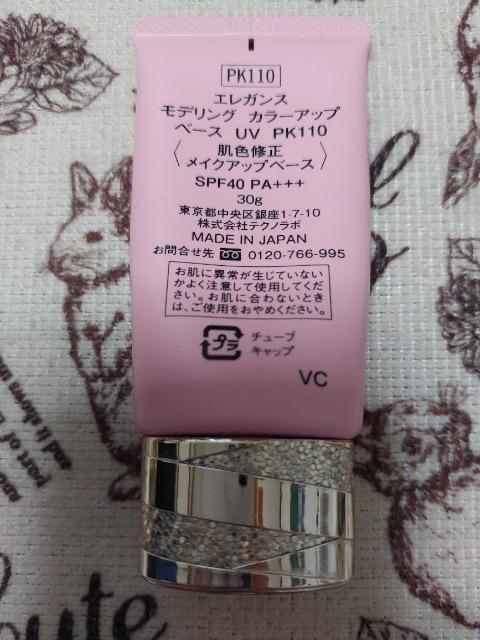 PK110
エレガンス
モデリング カラーアップ
ベース UV PK110
〈 肌色修正
メイクアップベース 〉
SPF40 PA+++
30g
東京都中央区銀座1-7-10
株式会社テクノラボ
MADE IN JAPAN
お問合せ先 0120-766-995
お肌に異常が生じていない
かよく注意して使用してくだ
さい。お肌に合わないとき
は、ご使用をおやめください。
プラ
チューブ
キャップ
VC
part of
and it shows